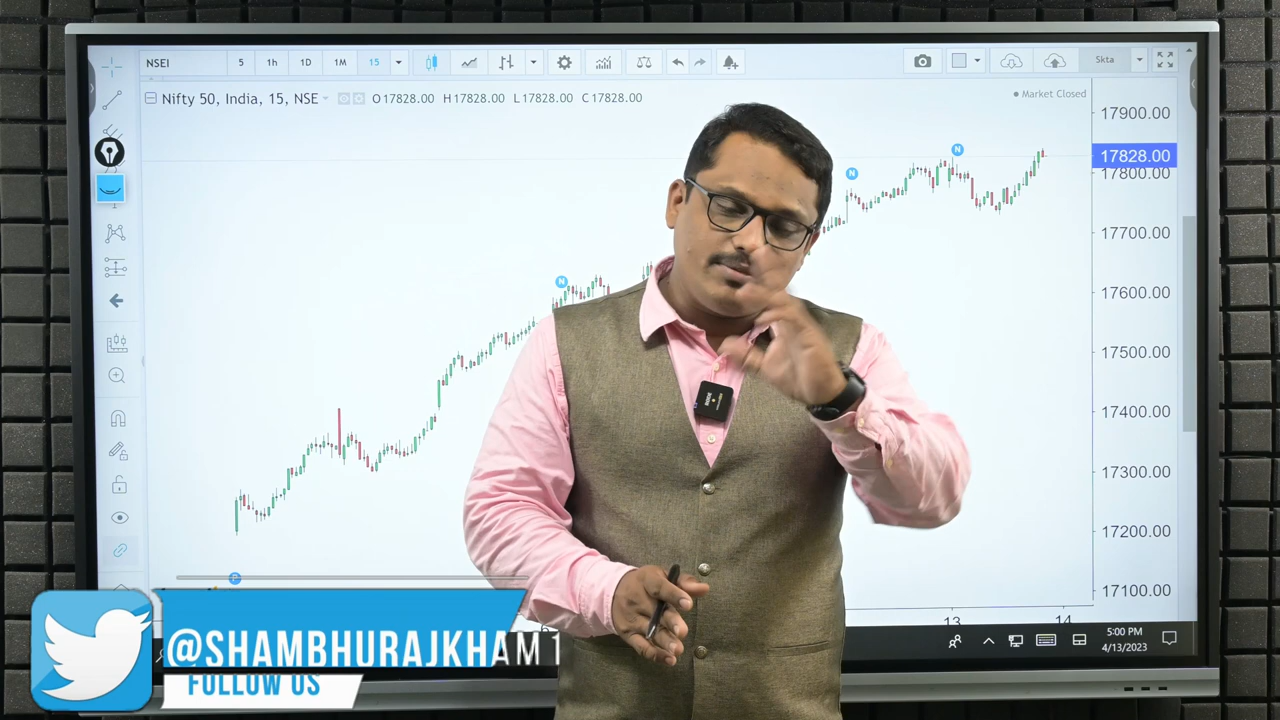 NSEI
5
1h
1D
1M
15
Skta
Nifty 50, India, 15, NSE
O17828.00 H17828.00 L17828.00 C17828.00
Market Closed
17900.00
17828.00
17800.00
17700.00
17600.00
17500.00
17400.00
17300.00
17200.00
17100.00
N
N
N
P
13
14
5:00 PM
4/13/2023
@SHAMBHURAJKHAM1
FOLLOW US